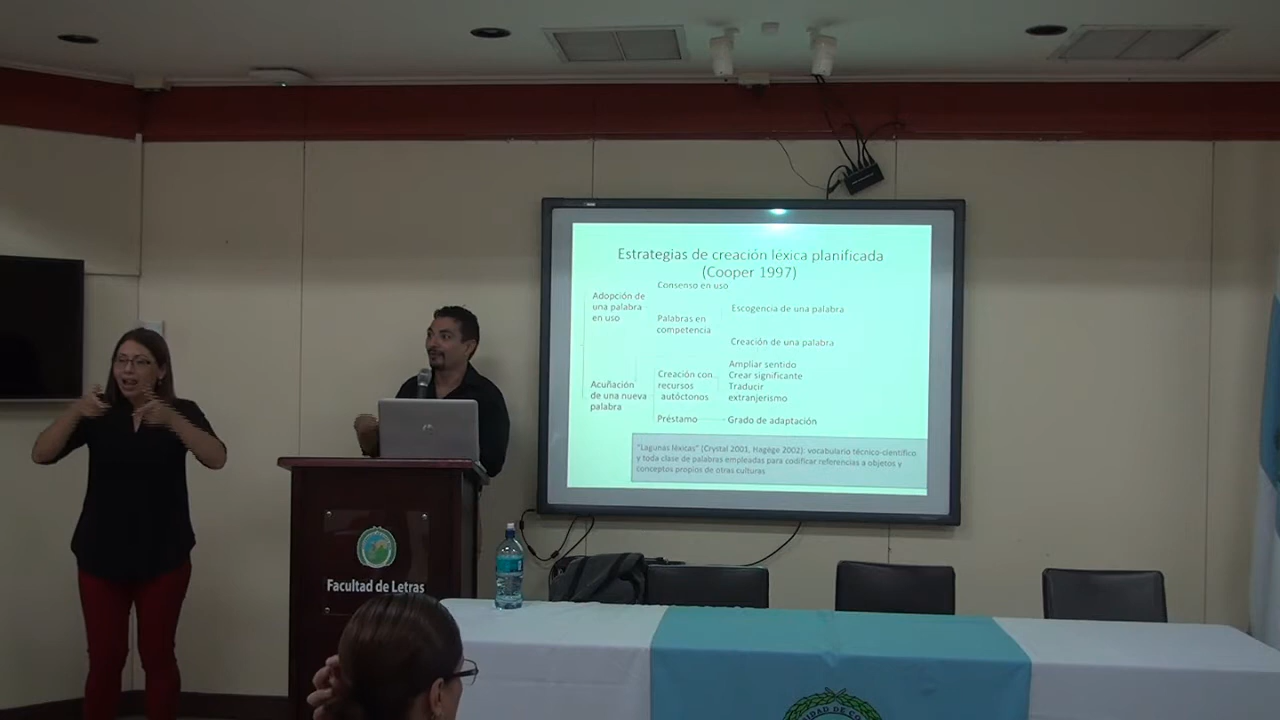 Estrategias de creación léxica planificada
(Cooper 1997)
Consenso en uso
Adopción de
una palabra
en uso
Escogencia de una palabra
Palabras en
competencia
Creación de una palabra
Ampliar sentido
Crear significante
Traducir
extranjerismo
Creación con
recursos
autóctonos
Acuñación
de una nueva
palabra
Préstamo
Grado de adaptación
"Lagunas léxicas" (Crystal 2001, Hagège 2002): vocabulario técnico-científico
y toda clase de palabras empleadas para codificar referencias a objetos y
conceptos propios de otras culturas
Facultad de Letras